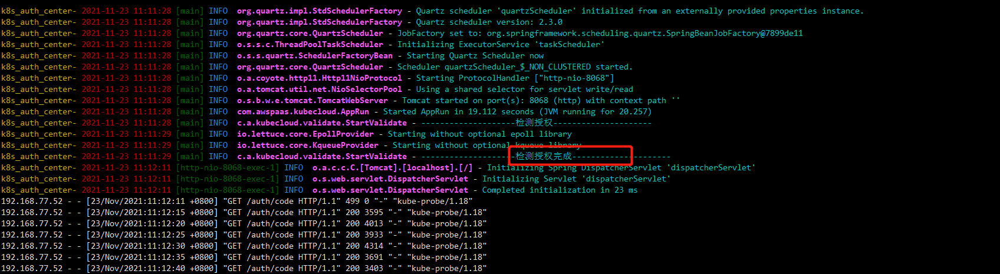 k8s_auth_center- 2021-11-23 11:11:28 [main] INFO  org.quartz.impl.StdSchedulerFactory - Quartz scheduler 'quartzScheduler' initialized from an externally provided properties instance.
k8s_auth_center- 2021-11-23 11:11:28 [main] INFO  org.quartz.impl.StdSchedulerFactory - Quartz scheduler version: 2.3.0
k8s_auth_center- 2021-11-23 11:11:28 [main] INFO  org.quartz.core.QuartzScheduler - JobFactory set to: org.springframework.scheduling.quartz.SpringBeanJobFactory@7899de11
k8s_auth_center- 2021-11-23 11:11:28 [main] INFO  o.s.s.c.ThreadPoolTaskScheduler - Initializing ExecutorService 'taskScheduler'
k8s_auth_center- 2021-11-23 11:11:28 [main] INFO  o.s.s.quartz.SchedulerFactoryBean - Starting Quartz Scheduler now
k8s_auth_center- 2021-11-23 11:11:28 [main] INFO  org.quartz.core.QuartzScheduler - Scheduler quartzScheduler_$_NON_CLUSTERED started.
k8s_auth_center- 2021-11-23 11:11:28 [main] INFO  o.a.coyote.http11.Http11NioProtocol - Starting ProtocolHandler ["http-nio-8068"]
k8s_auth_center- 2021-11-23 11:11:28 [main] INFO  o.a.tomcat.util.net.NioSelectorPool - Using a shared selector for servlet write/read
k8s_auth_center- 2021-11-23 11:11:28 [main] INFO  o.s.b.w.e.tomcat.TomcatWebServer - Tomcat started on port(s): 8068 (http) with context path ''
k8s_auth_center- 2021-11-23 11:11:28 [main] INFO  com.awspaas.kubecloud.AppRun - Started AppRun in 19.112 seconds (JVM running for 20.257)
k8s_auth_center- 2021-11-23 11:11:28 [main] INFO  c.a.kubecloud.validate.StartValidate - --------------------检测授权---------------------
k8s_auth_center- 2021-11-23 11:11:29 [main] INFO  io.lettuce.core.EpollProvider - Starting without optional epoll library
k8s_auth_center- 2021-11-23 11:11:29 [main] INFO  io.lettuce.core.KqueueProvider - Starting without optional kqueue library
k8s_auth_center- 2021-11-23 11:11:29 [main] INFO  c.a.kubecloud.validate.StartValidate - --------------------检测授权完成---------------------
k8s_auth_center- 2021-11-23 11:12:11 [http-nio-8068-exec-1] INFO  o.a.c.c.C.[Tomcat].[localhost].[/] - Initializing Spring DispatcherServlet 'dispatcherServlet'
k8s_auth_center- 2021-11-23 11:12:11 [http-nio-8068-exec-1] INFO  o.s.web.servlet.DispatcherServlet - Initializing Servlet 'dispatcherServlet'
k8s_auth_center- 2021-11-23 11:12:11 [http-nio-8068-exec-1] INFO  o.s.web.servlet.DispatcherServlet - Completed initialization in 23 ms
192.168.77.52 - - [23/Nov/2021:11:12:11 +0800] "GET /auth/code HTTP/1.1" 499 0 "-" "kube-probe/1.18"
192.168.77.52 - - [23/Nov/2021:11:12:15 +0800] "GET /auth/code HTTP/1.1" 200 3595 "-" "kube-probe/1.18"
192.168.77.52 - - [23/Nov/2021:11:12:20 +0800] "GET /auth/code HTTP/1.1" 200 4013 "-" "kube-probe/1.18"
192.168.77.52 - - [23/Nov/2021:11:12:25 +0800] "GET /auth/code HTTP/1.1" 200 3933 "-" "kube-probe/1.18"
192.168.77.52 - - [23/Nov/2021:11:12:30 +0800] "GET /auth/code HTTP/1.1" 200 4314 "-" "kube-probe/1.18"
192.168.77.52 - - [23/Nov/2021:11:12:35 +0800] "GET /auth/code HTTP/1.1" 200 3691 "-" "kube-probe/1.18"
192.168.77.52 - - [23/Nov/2021:11:12:40 +0800] "GET /auth/code HTTP/1.1" 200 3403 "-" "kube-probe/1.18"